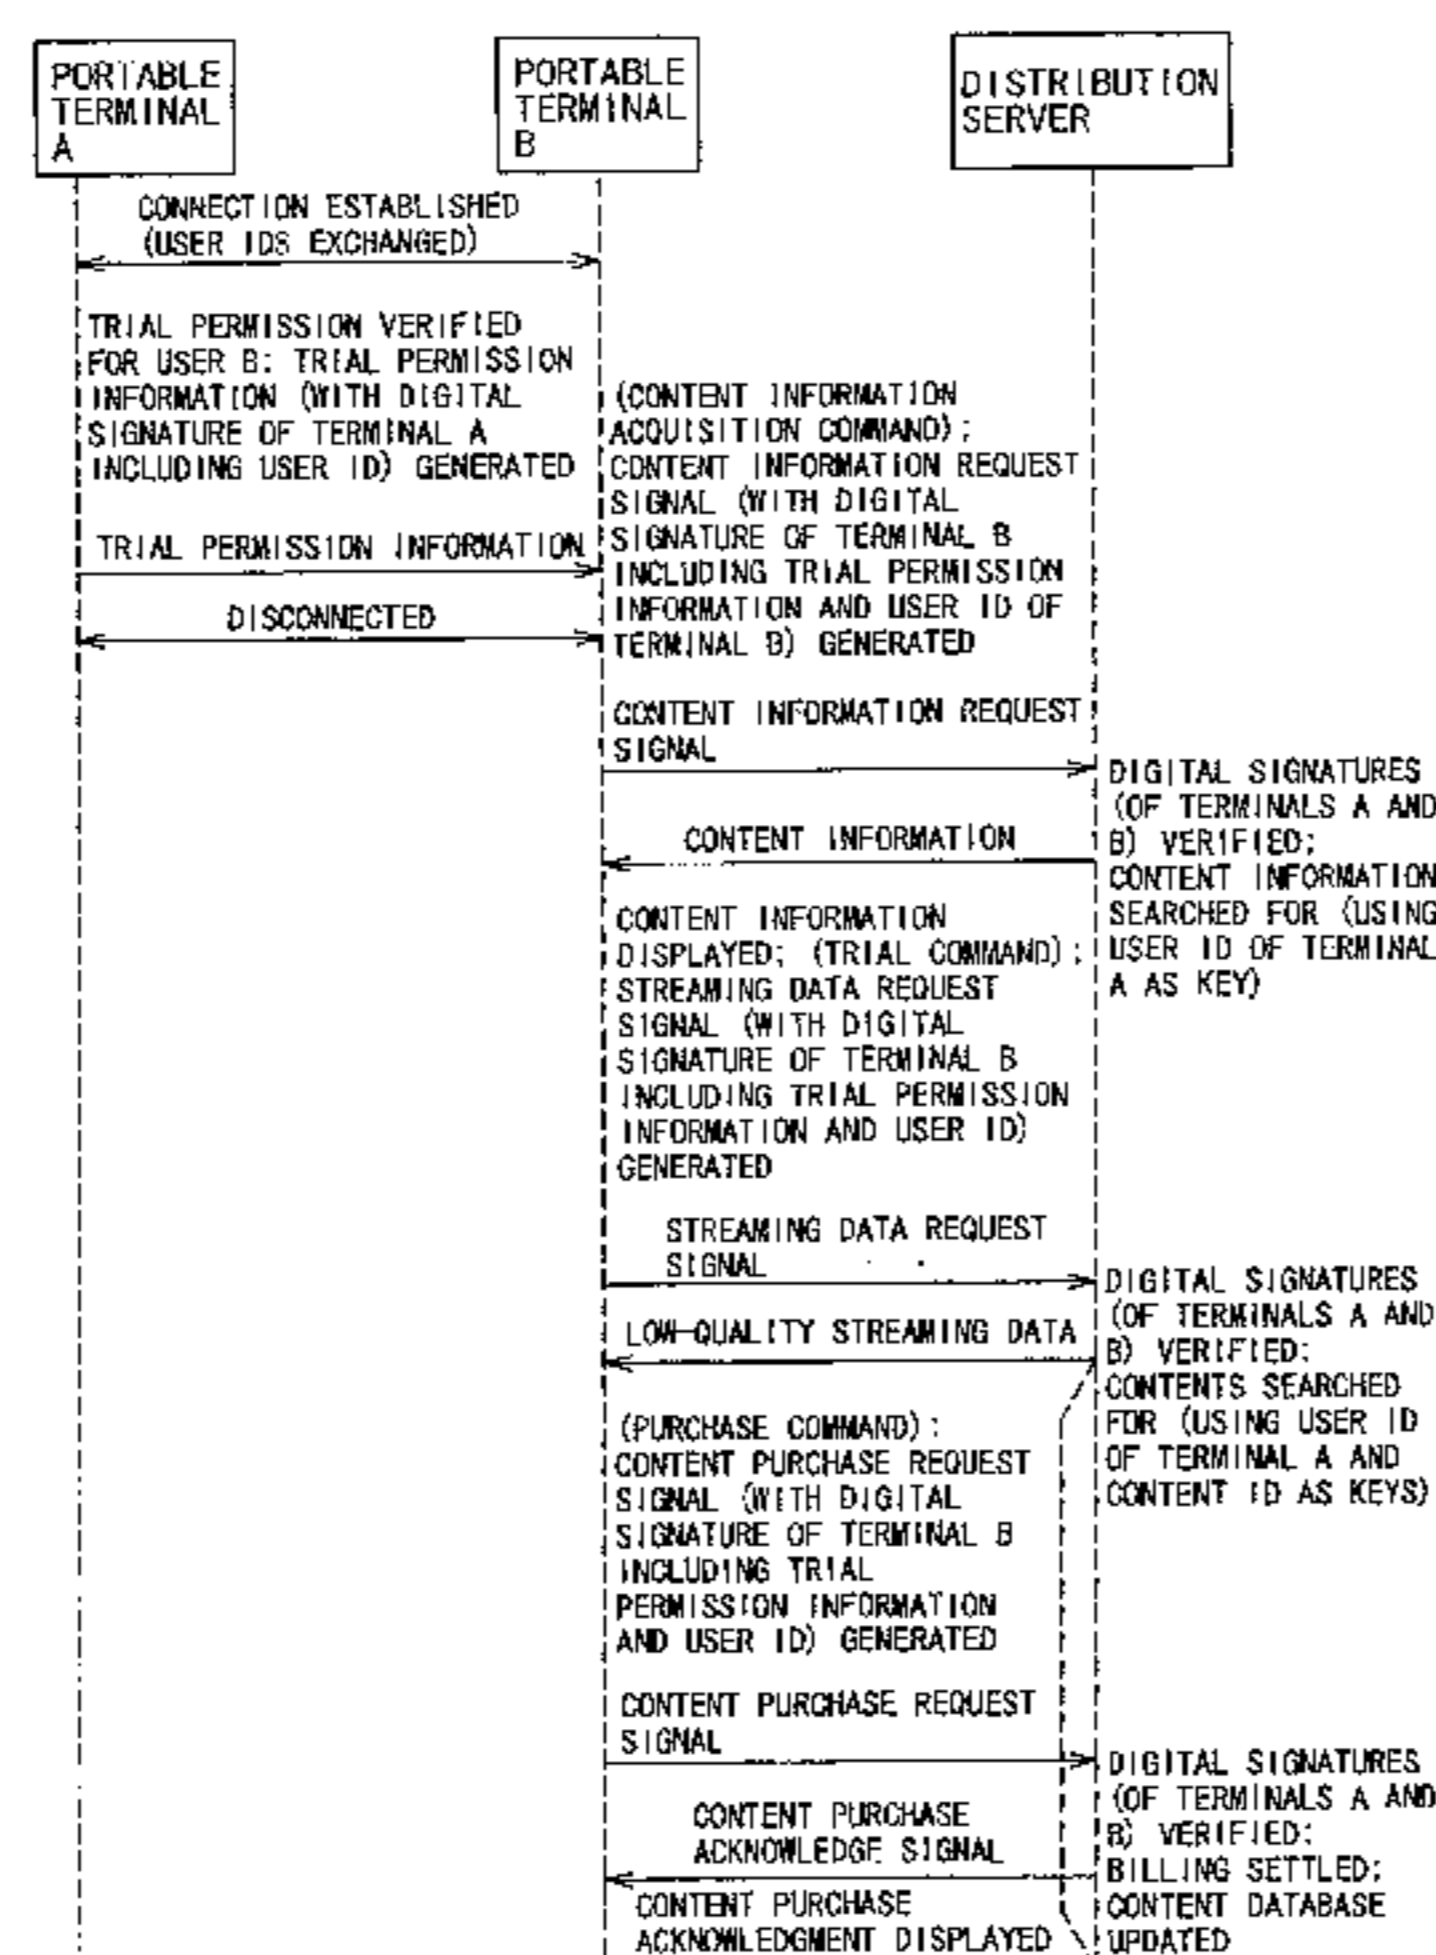 PORTABLE
TERMINAL
A
PORTABLE
TERMINAL
B
DISTRIBUTION
SERVER
CONNECTION ESTABLISHED
(USER IDS EXCHANGED)
TRIAL PERMISSION VERIFIED
FOR USER B; TRIAL PERMISSION
INFORMATION (WITH DIGITAL
SIGNATURE OF TERMINAL A
INCLUDING USER ID) GENERATED
TRIAL PERMISSION INFORMATION
DISCONNECTED
(CONTENT INFORMATION
ACQUISITION COMMAND);
CONTENT INFORMATION REQUEST
SIGNAL (WITH DIGITAL
SIGNATURE OF TERMINAL B
INCLUDING TRIAL PERMISSION
INFORMATION AND USER ID OF
TERMINAL B) GENERATED
CONTENT INFORMATION REQUEST
SIGNAL
DIGITAL SIGNATURES
(OF TERMINALS A AND
B) VERIFIED;
CONTENT INFORMATION
SEARCHED FOR (USING
USER ID OF TERMINAL
A AS KEY)
CONTENT INFORMATION
CONTENT INFORMATION
DISPLAYED; (TRIAL COMMAND);
STREAMING DATA REQUEST
SIGNAL (WITH DIGITAL
SIGNATURE OF TERMINAL B
INCLUDING TRIAL PERMISSION
INFORMATION AND USER ID)
GENERATED
STREAMING DATA REQUEST
SIGNAL
DIGITAL SIGNATURES
(OF TERMINALS A AND
B) VERIFIED;
CONTENTS SEARCHED
FOR (USING USER ID
OF TERMINAL A AND
CONTENT ID AS KEYS)
LOW-QUALITY STREAMING DATA
(PURCHASE COMMAND);
CONTENT PURCHASE REQUEST
SIGNAL (WITH DIGITAL
SIGNATURE OF TERMINAL B
INCLUDING TRIAL
PERMISSION INFORMATION
AND USER ID) GENERATED
CONTENT PURCHASE REQUEST
SIGNAL
DIGITAL SIGNATURES
(OF TERMINALS A AND
B) VERIFIED;
BILLING SETTLED;
CONTENT DATABASE
UPDATED
CONTENT PURCHASE
ACKNOWLEDGE SIGNAL
CONTENT PURCHASE
ACKNOWLEDGMENT DISPLAYED